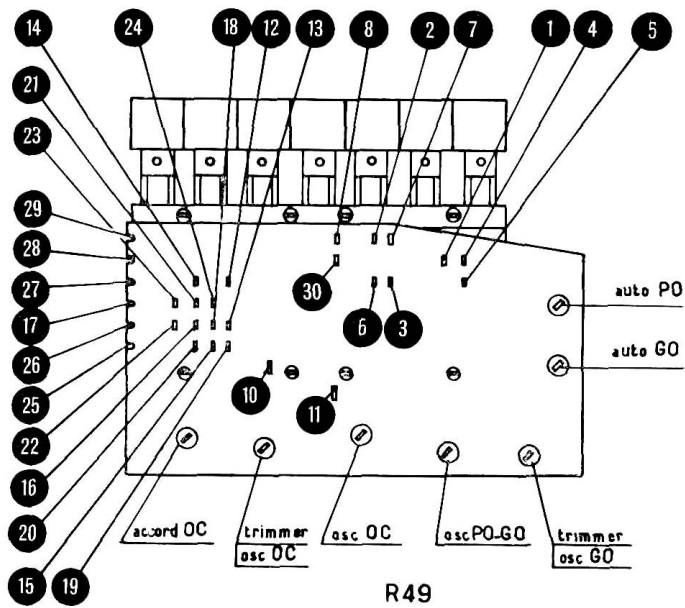 14 24 18 12 13 8 2 7 1 4 5
21
23
29
28
27
17
26
25
22
16
20
15 19
30
6 3
10
11
auto PO
auto GO
accord OC
trimmer
osc OC
osc OC
osc PO-GO
trimmer
osc GO
R49